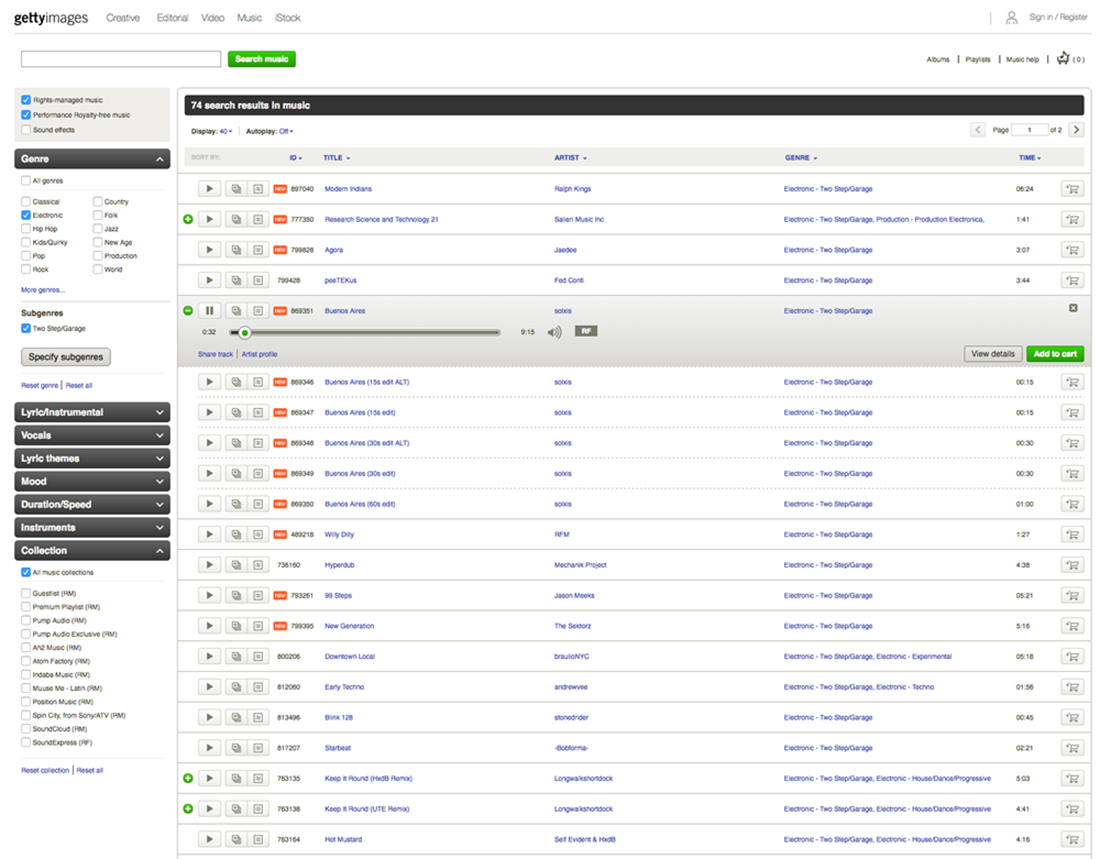 gettyimages Creative Editorial Video Music iStock Sign in / Register
Search music Albums | Playlists | Music help | ( 0 )
Rights-managed music
Performance Royalty-free music
Sound effects
Genre
All genres
Classical Country
Electronic Folk
Hip Hop Jazz
Kids/Quirky New Age
Pop Production
Rock World
More genres...
Subgenres
Two Step/Garage
Specify subgenres
Reset genre | Reset all
Lyric/Instrumental
Vocals
Lyric themes
Mood
Duration/Speed
Instruments
Collection
All music collections
Guestlist (RM)
Premium Playlist (RM)
Pump Audio (RM)
Pump Audio Exclusive (RM)
Ah2 Music (RM)
Atom Factory (RM)
Indaba Music (RM)
Muuse Me - Latin (RM)
Position Music (RM)
Spin City, from Sony/ATV (RM)
SoundCloud (RM)
SoundExpress (RF)
Reset collection | Reset all
74 search results in music
Display: 40 | Autoplay: Off Page 1 of 2
SORT BY: ID TITLE ARTIST GENRE TIME
NEW 897040 Modern Indians Ralph Kings Electronic - Two Step/Garage 06:24
NEW 777350 Research Science and Technology 21 Salieri Music Inc Electronic - Two Step/Garage, Production - Production Electronica, 1:41
NEW 799828 Agora Jaedee Electronic - Two Step/Garage 3:07
799428 peeTEKus Fed Conti Electronic - Two Step/Garage 3:44
NEW 869351 Buenos Aires solxis Electronic - Two Step/Garage
0:32 9:15 RF
Share track | Artist profile View details Add to cart
NEW 869346 Buenos Aires (15s edit ALT) solxis Electronic - Two Step/Garage 00:15
NEW 869347 Buenos Aires (15s edit) solxis Electronic - Two Step/Garage 00:15
NEW 869348 Buenos Aires (30s edit ALT) solxis Electronic - Two Step/Garage 00:30
NEW 869349 Buenos Aires (30s edit) solxis Electronic - Two Step/Garage 00:30
NEW 869350 Buenos Aires (60s edit) solxis Electronic - Two Step/Garage 01:00
NEW 489218 Willy Dilly RFM Electronic - Two Step/Garage 1:27
736160 Hyperdub Mechanik Project Electronic - Two Step/Garage 4:38
NEW 793261 99 Steps Jason Meeks Electronic - Two Step/Garage 05:21
NEW 799395 New Generation The Sektorz Electronic - Two Step/Garage 5:16
800206 Downtown Local braulioNYC Electronic - Two Step/Garage, Electronic - Experimental 05:18
812060 Early Techno andrewvee Electronic - Two Step/Garage, Electronic - Techno 01:56
813496 Blink 128 stonedrider Electronic - Two Step/Garage 00:45
817207 Starbeat -Bobforma- Electronic - Two Step/Garage 02:21
763135 Keep It Round (HxdB Remix) Longwalkshortdock Electronic - Two Step/Garage, Electronic - House/Dance/Progressive 5:03
763138 Keep It Round (UTE Remix) Longwalkshortdock Electronic - Two Step/Garage, Electronic - House/Dance/Progressive 4:41
763164 Hot Mustard Self Evident & HxdB Electronic - Two Step/Garage, Electronic - House/Dance/Progressive 4:16